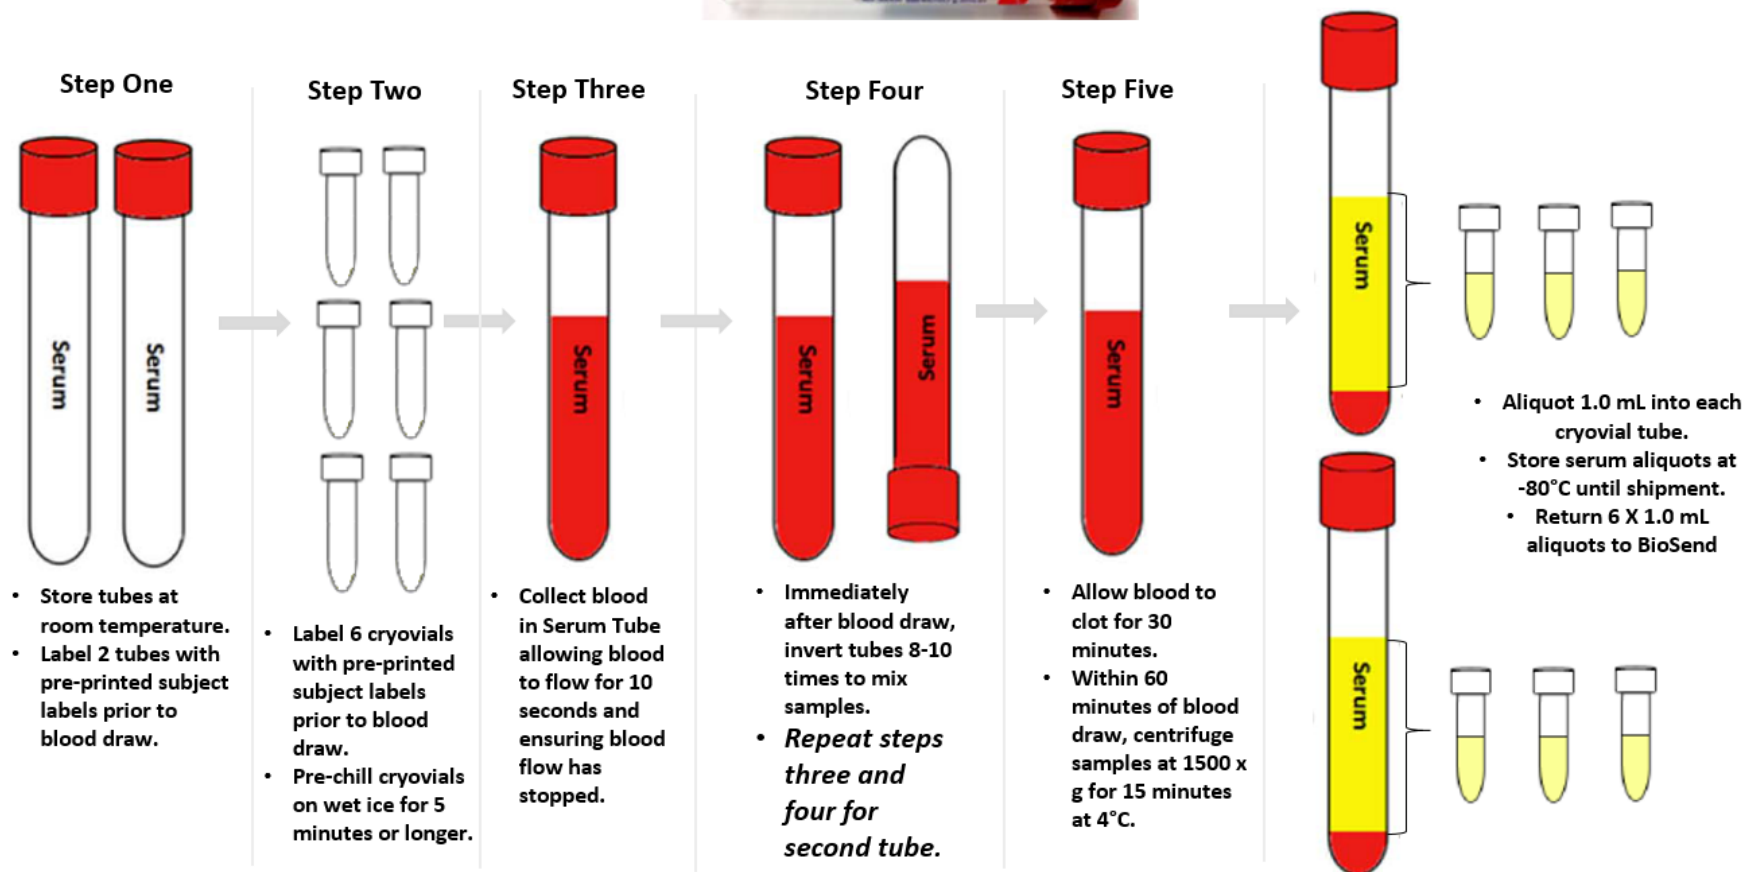 Step One
Serum
Serum
• Store tubes at
room temperature.
• Label 2 tubes with
pre-printed subject
labels prior to
blood draw.
Step Two
• Label 6 cryovials
with pre-printed
subject labels
prior to blood
draw.
• Pre-chill cryovials
on wet ice for 5
minutes or longer.
Step Three
Serum
• Collect blood
in Serum Tube
allowing blood
to flow for 10
seconds and
ensuring blood
flow has
stopped.
Step Four
Serum
Serum
• Immediately
after blood draw,
invert tubes 8-10
times to mix
samples.
• Repeat steps
three and
four for
second tube.
Step Five
Serum
• Allow blood to
clot for 30
minutes.
• Within 60
minutes of blood
draw, centrifuge
samples at 1500 x
g for 15 minutes
at 4°C.
Serum
Serum
• Aliquot 1.0 mL into each
cryovial tube.
• Store serum aliquots at
-80°C until shipment.
• Return 6 X 1.0 mL
aliquots to BioSend